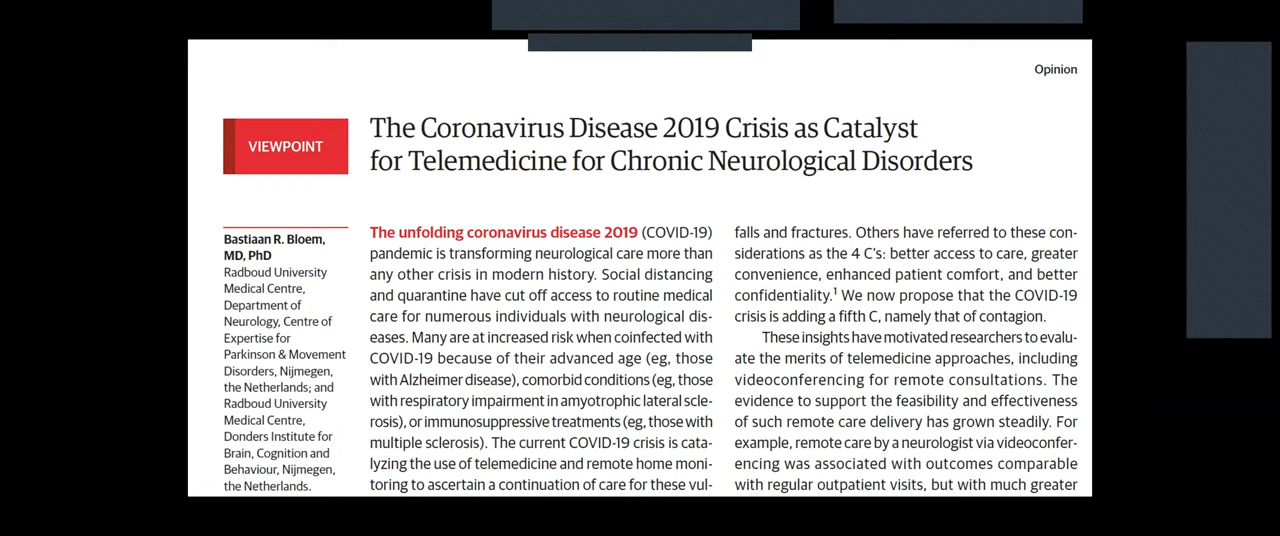 Opinion
VIEWPOINT
The Coronavirus Disease 2019 Crisis as Catalyst
for Telemedicine for Chronic Neurological Disorders
Bastiaan R. Bloem,
MD, PhD
Radboud University
Medical Centre,
Department of
Neurology, Centre of
Expertise for
Parkinson & Movement
Disorders, Nijmegen,
the Netherlands; and
Radboud University
Medical Centre,
Donders Institute for
Brain, Cognition and
Behaviour, Nijmegen,
the Netherlands.
The unfolding coronavirus disease 2019 (COVID-19)
pandemic is transforming neurological care more than
any other crisis in modern history. Social distancing
and quarantine have cut off access to routine medical
care for numerous individuals with neurological dis-
eases. Many are at increased risk when coinfected with
COVID-19 because of their advanced age (eg, those
with Alzheimer disease), comorbid conditions (eg, those
with respiratory impairment in amyotrophic lateral scle-
rosis), or immunosuppressive treatments (eg, those with
multiple sclerosis). The current COVID-19 crisis is cata-
lyzing the use of telemedicine and remote home moni-
toring to ascertain a continuation of care for these vul-
falls and fractures. Others have referred to these con-
siderations as the 4 C's: better access to care, greater
convenience, enhanced patient comfort, and better
confidentiality.1 We now propose that the COVID-19
crisis is adding a fifth C, namely that of contagion.
These insights have motivated researchers to evalu-
ate the merits of telemedicine approaches, including
videoconferencing for remote consultations. The
evidence to support the feasibility and effectiveness
of such remote care delivery has grown steadily. For
example, remote care by a neurologist via videoconfer-
encing was associated with outcomes comparable
with regular outpatient visits, but with much greater